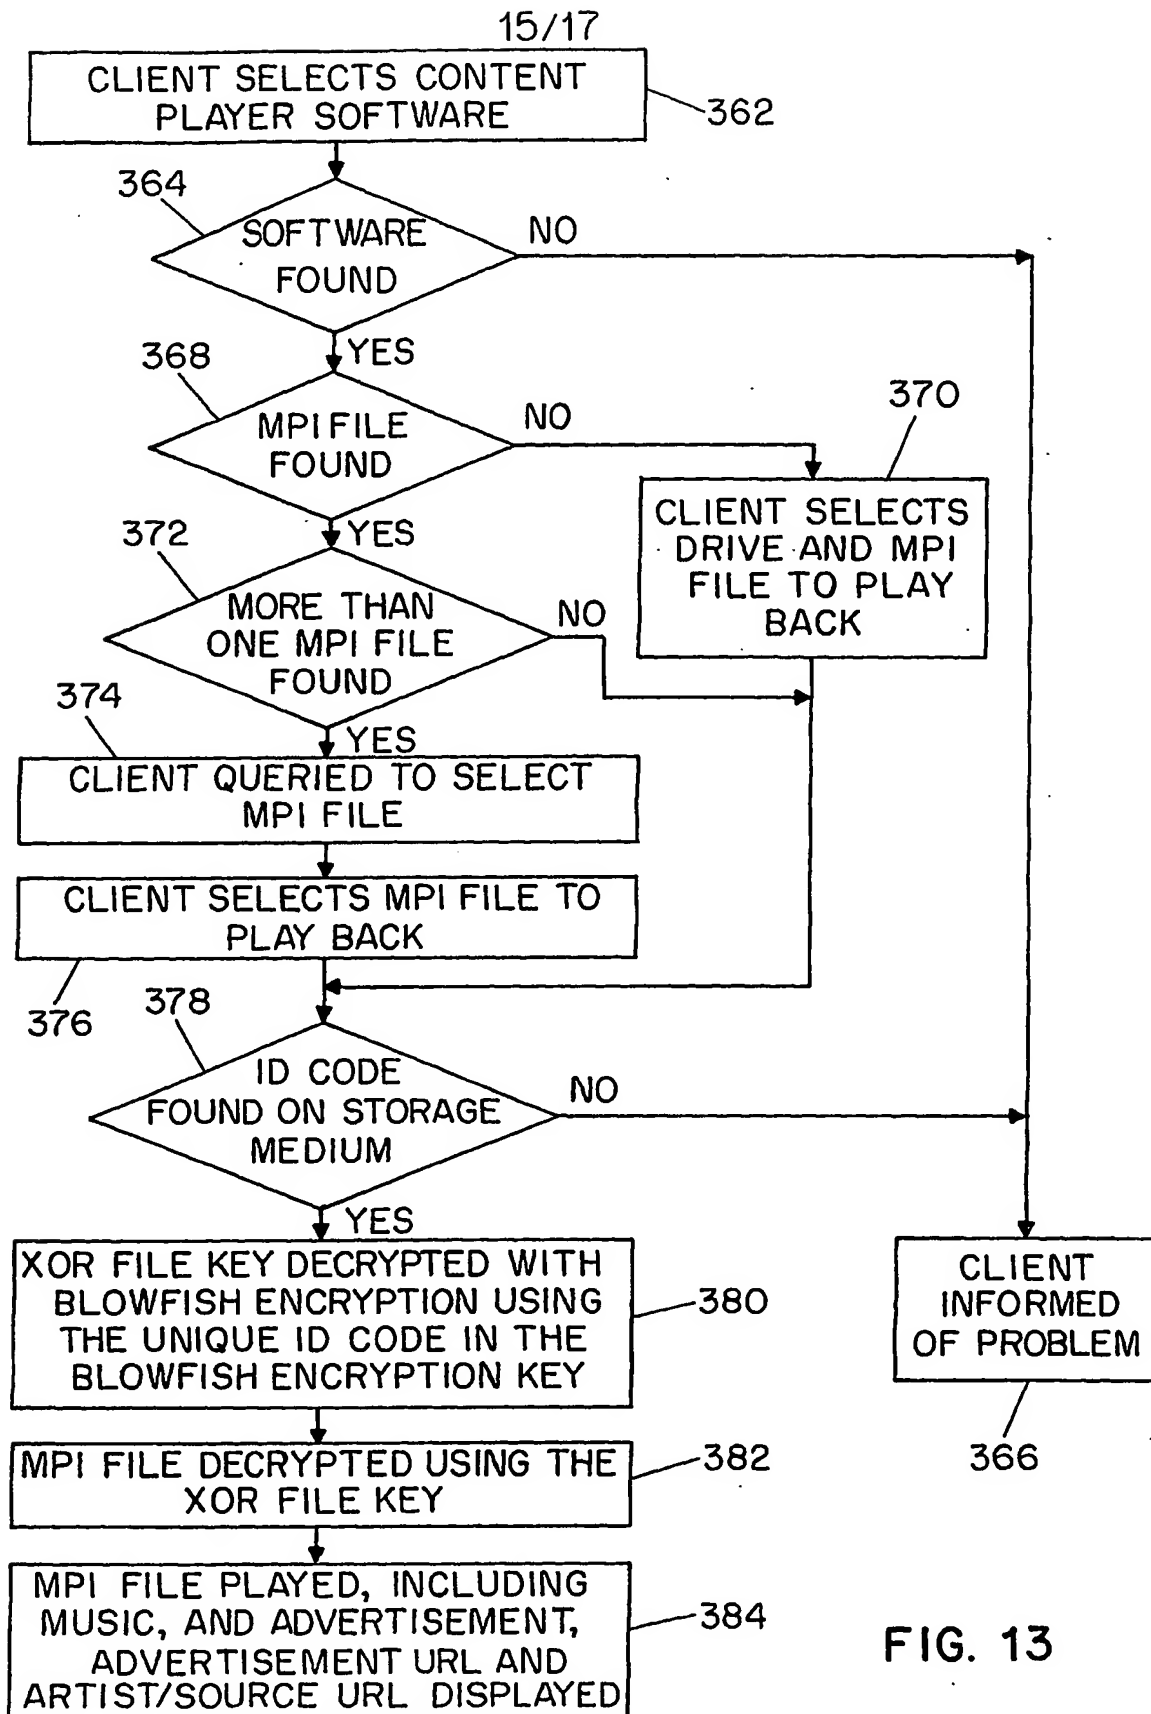 15/17
CLIENT SELECTS CONTENT
PLAYER SOFTWARE
362
364
SOFTWARE
FOUND
NO
YES
368
MPI FILE
FOUND
NO
370
CLIENT SELECTS
DRIVE AND MPI
FILE TO PLAY
BACK
YES
372
MORE THAN
ONE MPI FILE
FOUND
NO
374
YES
CLIENT QUERIED TO SELECT
MPI FILE
CLIENT SELECTS MPI FILE TO
PLAY BACK
376
378
ID CODE
FOUND ON STORAGE
MEDIUM
NO
YES
XOR FILE KEY DECRYPTED WITH
BLOWFISH ENCRYPTION USING
THE UNIQUE ID CODE IN THE
BLOWFISH ENCRYPTION KEY
380
CLIENT
INFORMED
OF PROBLEM
366
MPI FILE DECRYPTED USING THE
XOR FILE KEY
382
MPI FILE PLAYED, INCLUDING
MUSIC, AND ADVERTISEMENT,
ADVERTISEMENT URL AND
ARTIST/SOURCE URL DISPLAYED
384
FIG. 13